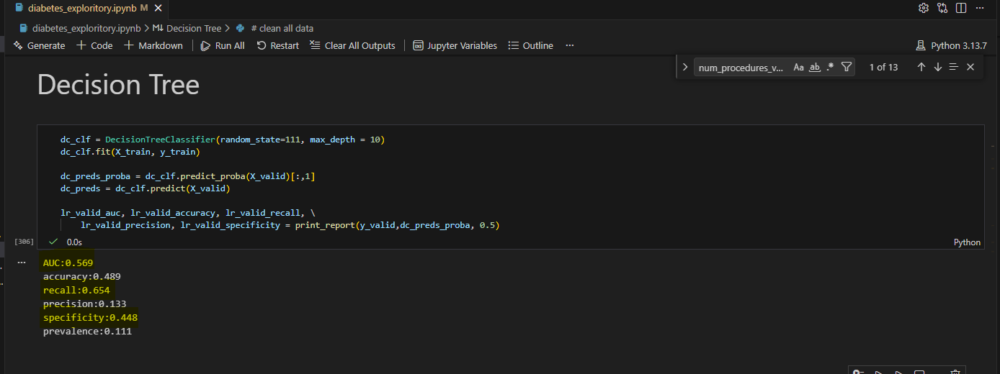 diabetes_exploritory.ipynb M
diabetes_exploritory.ipynb > M↓ Decision Tree > # clean all data
Generate + Code + Markdown Run All Restart Clear All Outputs Jupyter Variables Outline ... Python 3.13.7
num_procedures_v... Aa ab .* 1 of 13
Decision Tree
dc_clf = DecisionTreeClassifier(random_state=111, max_depth = 10)
dc_clf.fit(X_train, y_train)
dc_preds_proba = dc_clf.predict_proba(X_valid)[:,1]
dc_preds = dc_clf.predict(X_valid)
lr_valid_auc, lr_valid_accuracy, lr_valid_recall, \
lr_valid_precision, lr_valid_specificity = print_report(y_valid,dc_preds_proba, 0.5)
[306] 0.0s Python
AUC:0.569
accuracy:0.489
recall:0.654
precision:0.133
specificity:0.448
prevalence:0.111